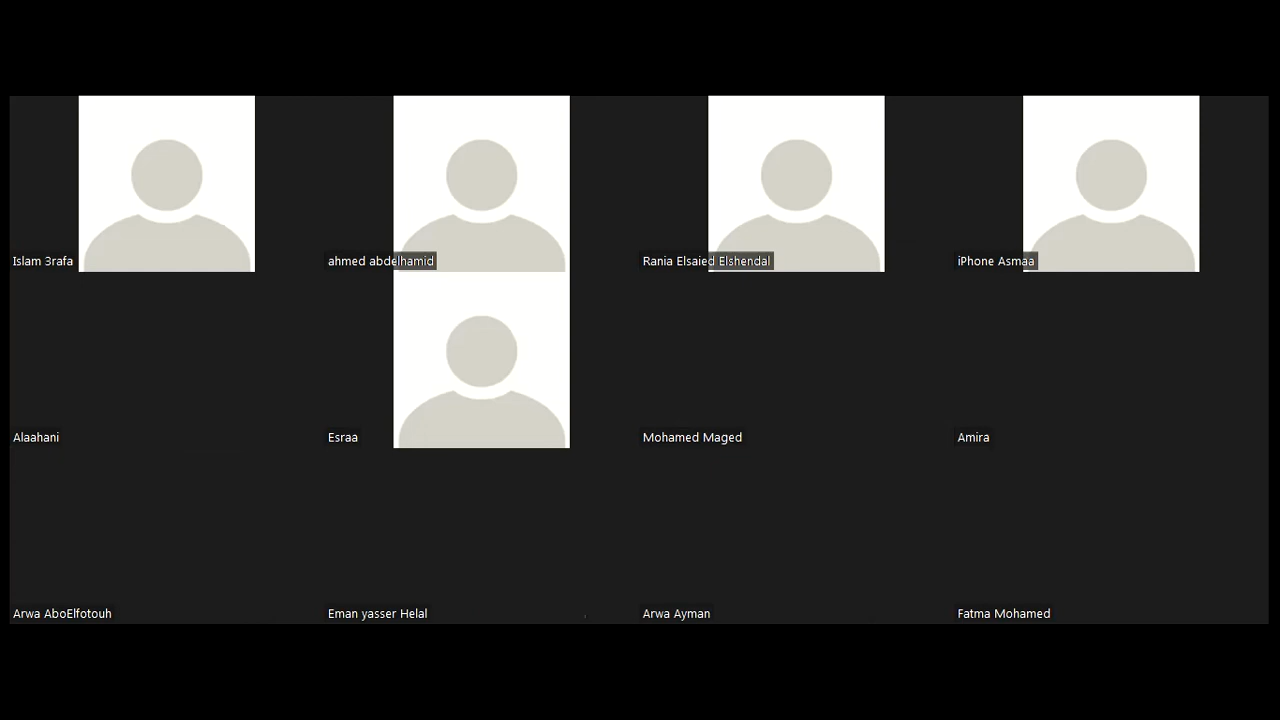 Islam 3rafa
ahmed abdelhamid
Rania Elsaied Elshendal
iPhone Asmaa
Alaahani
Esraa
Mohamed Maged
Amira
Arwa AboElfotouh
Eman yasser Helal
Arwa Ayman
Fatma Mohamed